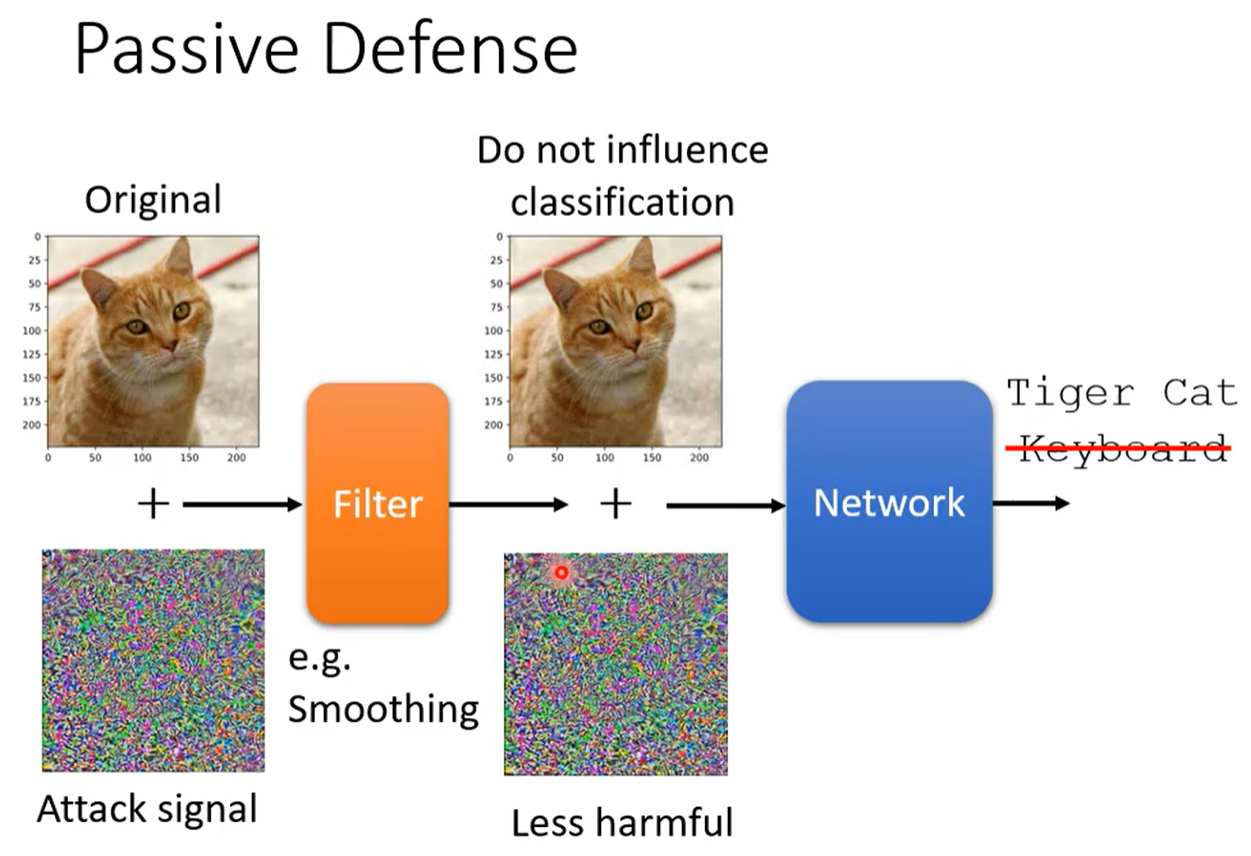 Passive Defense
Do not influence
classification
Original
0
25
50
75
100
125
150
175
200
0 50 100 150 200
0
25
50
75
100
125
150
175
200
0 50 100 150 200
Tiger Cat
Keyboard
+
Filter
+
Network
e.g.
Smoothing
Attack signal
Less harmful